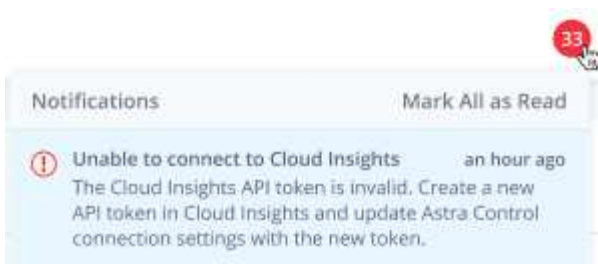 33
Notifications Mark All as Read
Unable to connect to Cloud Insights an hour ago
The Cloud Insights API token is invalid. Create a new
API token in Cloud Insights and update Astra Control
connection settings with the new token.